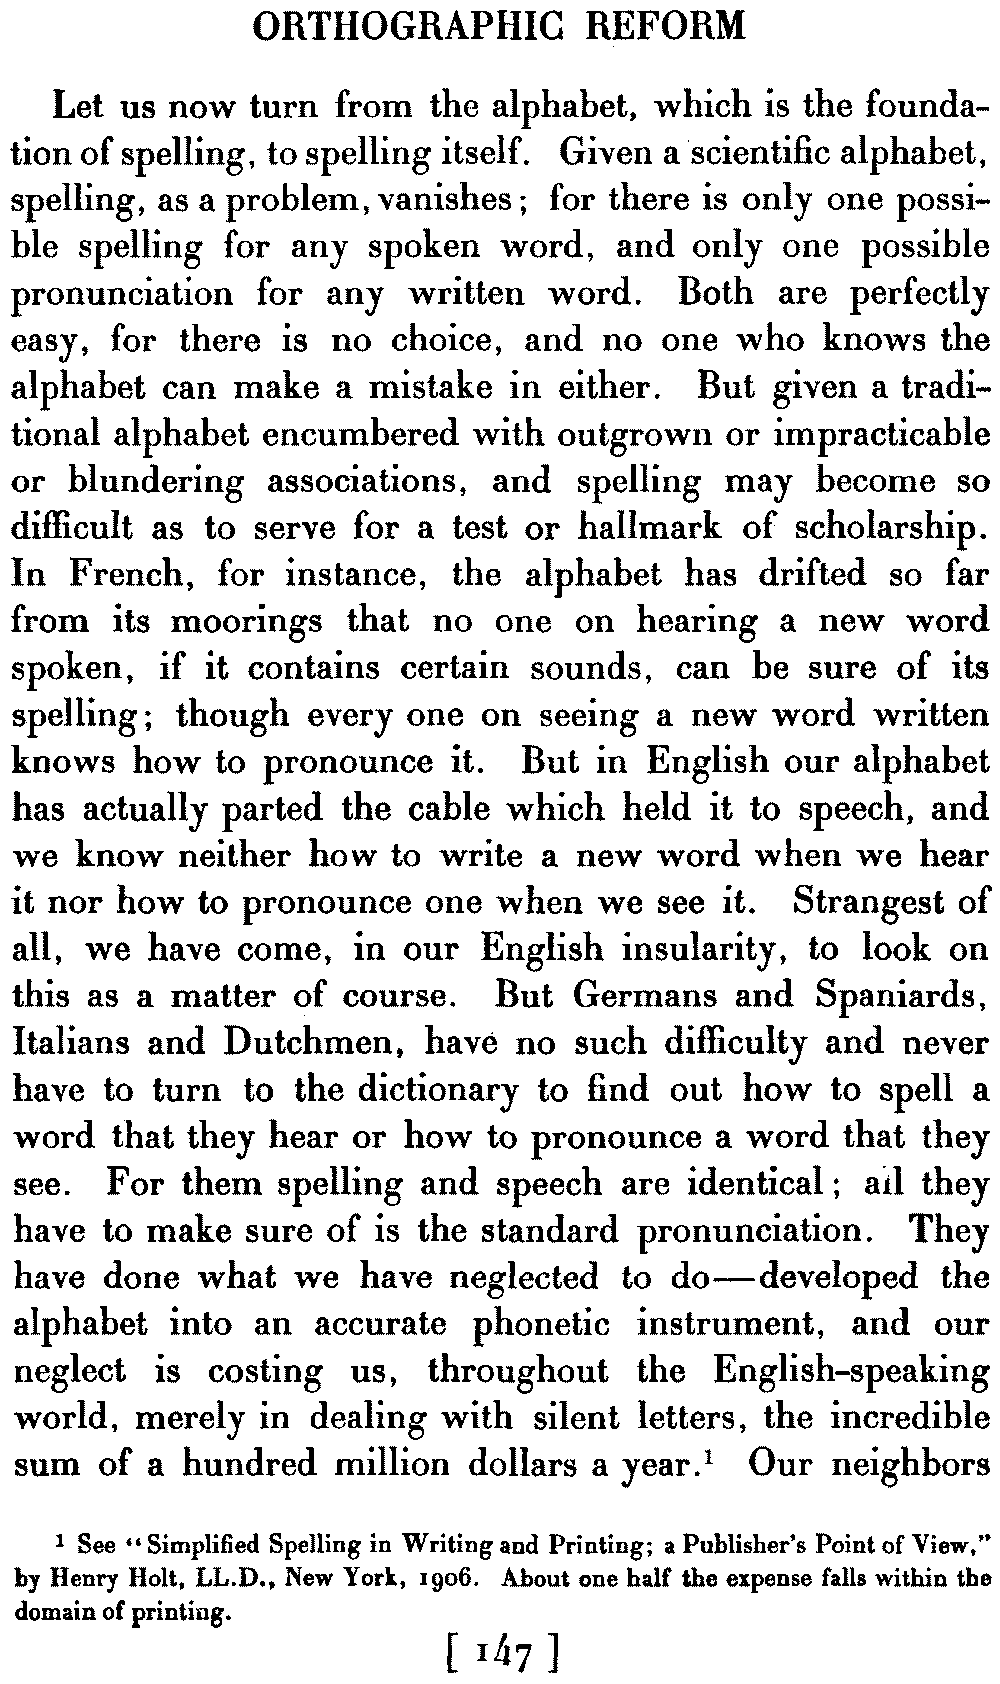 ORTHOGRAPHIC REFORM
Let us now turn from the alphabet, which is the founda-
tion of spelling, to spelling itself. Given a scientific alphabet,
spelling, as a problem, vanishes; for there is only one possi-
ble spelling for any spoken word, and only one possible
pronunciation for any written word. Both are perfectly
easy, for there is no choice, and no one who knows the
alphabet can make a mistake in either. But given a tradi-
tional alphabet encumbered with outgrown or impracticable
or blundering associations, and spelling may become so
difficult as to serve for a test or hallmark of scholarship.
In French, for instance, the alphabet has drifted so far
from its moorings that no one on hearing a new word
spoken, if it contains certain sounds, can be sure of its
spelling; though every one on seeing a new word written
knows how to pronounce it. But in English our alphabet
has actually parted the cable which held it to speech, and
we know neither how to write a new word when we hear
it nor how to pronounce one when we see it. Strangest of
all, we have come, in our English insularity, to look on
this as a matter of course. But Germans and Spaniards,
Italians and Dutchmen, have no such difficulty and never
have to turn to the dictionary to find out how to spell a
word that they hear or how to pronounce a word that they
see. For them spelling and speech are identical; all they
have to make sure of is the standard pronunciation. They
have done what we have neglected to do—developed the
alphabet into an accurate phonetic instrument, and our
neglect is costing us, throughout the English-speaking
world, merely in dealing with silent letters, the incredible
sum of a hundred million dollars a year.¹ Our neighbors
¹ See "Simplified Spelling in Writing and Printing; a Publisher's Point of View,"
by Henry Holt, LL.D., New York, 1906. About one half the expense falls within the
domain of printing.
[ 147 ]